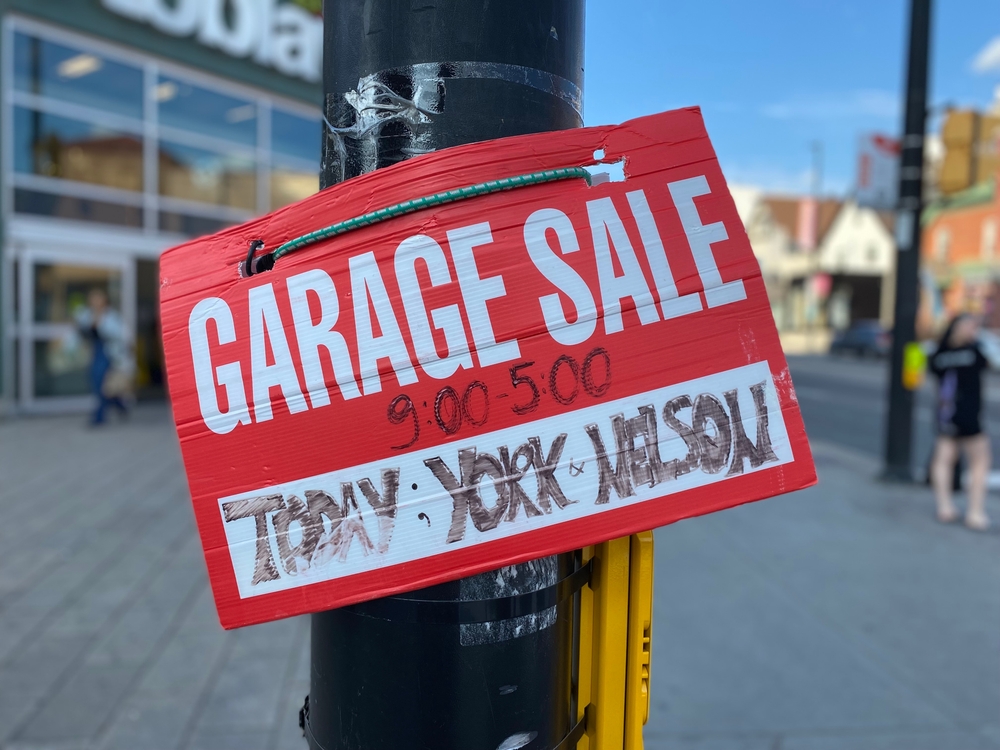 GARAGE SALE
9:00-5:00
TODAY ; YORK & NELSON